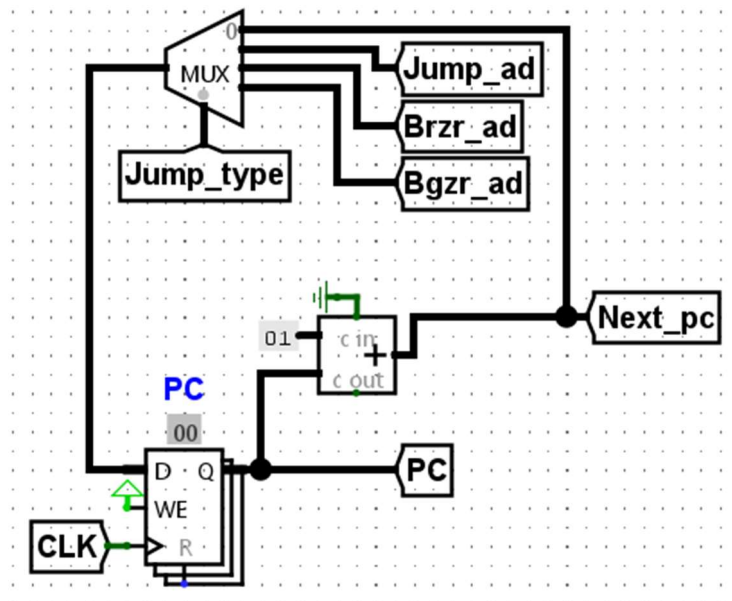 0
Jump_ad
MUX
Brzr_ad
Jump_type
Bgzr_ad
Next_pc
01
c in
+
c out
PC
00
D Q
PC
WE
CLK
R